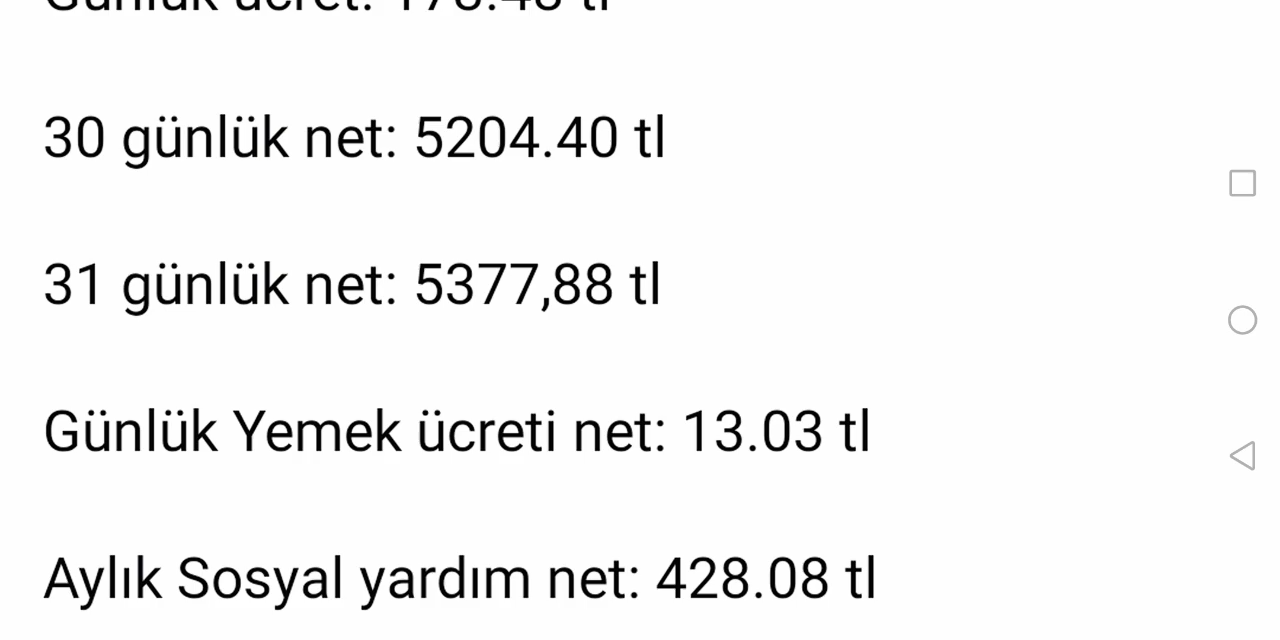 30 günlük net: 5204.40 tl
31 günlük net: 5377,88 tl
Günlük Yemek ücreti net: 13.03 tl
Aylık Sosyal yardım net: 428.08 tl